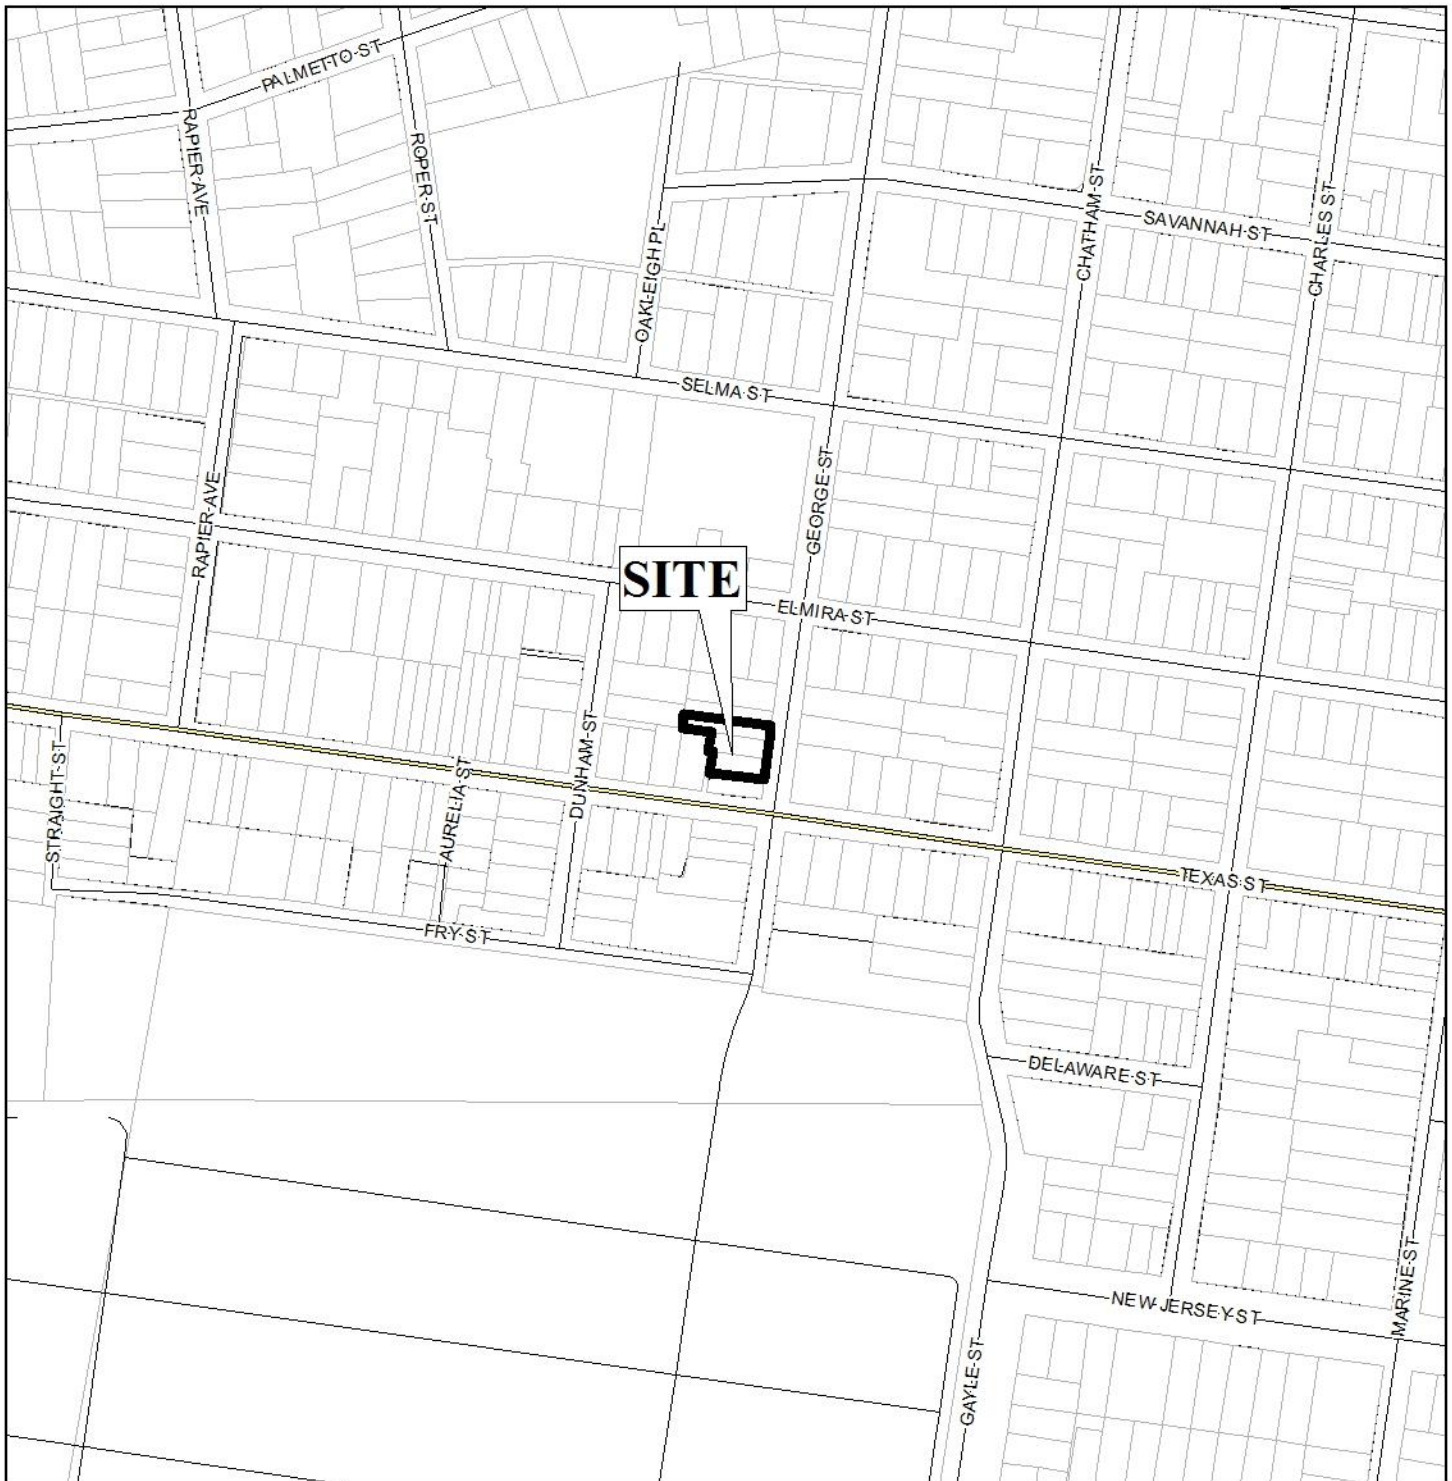 PALMETTO ST
RAPIER AVE
ROPER ST
OAKLEIGH PL
CHATHAM ST
SAVANNAH ST
CHARLES ST
SELMA ST
GEORGE ST
RAPIER AVE
SITE
ELMIRA ST
STRAIGHT ST
AURELIA ST
DUNHAM ST
TEXAS ST
FRY ST
DELAWARE ST
NEW JERSEY ST
MARINE ST
GAYLE ST